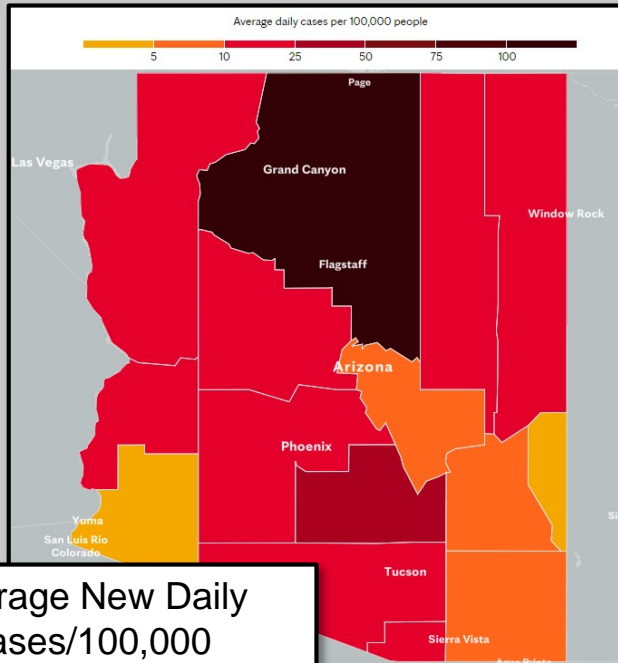 Average daily cases per 100,000 people
5 10 25 50 75 100
Page
Las Vegas
Grand Canyon
Window Rock
Flagstaff
Arizona
Phoenix
Yuma
San Luis Río
Colorado
Tucson
Sierra Vista
rage New Daily
ases/100,000